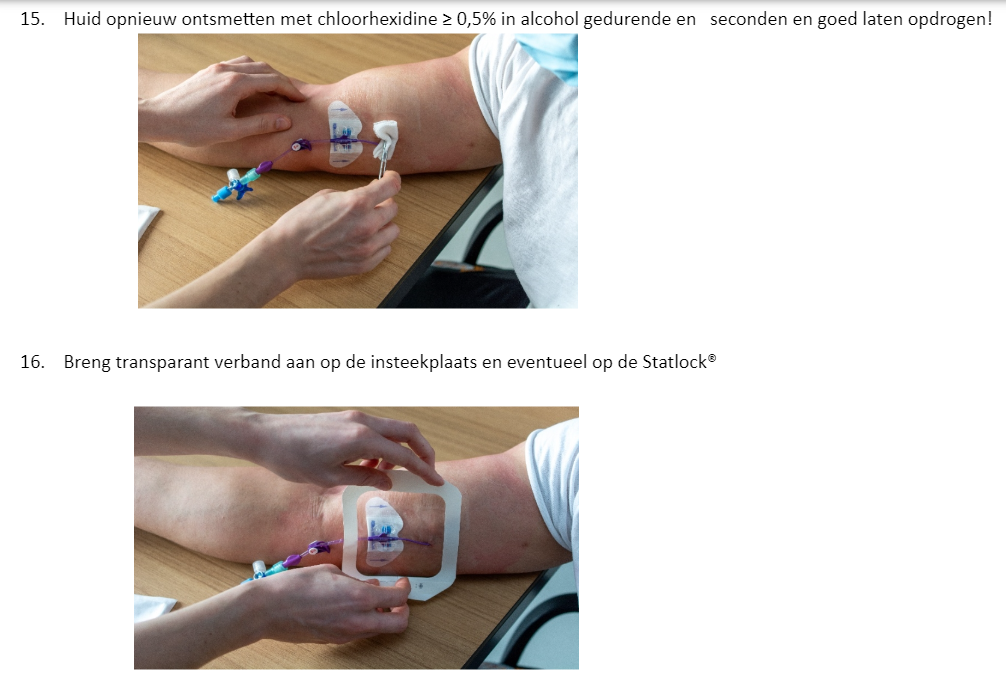 15. Huid opnieuw ontsmetten met chloorhexidine ≥ 0,5% in alcohol gedurende en seconden en goed laten opdrogen!
16. Breng transparant verband aan op de insteekplaats en eventueel op de Statlock®